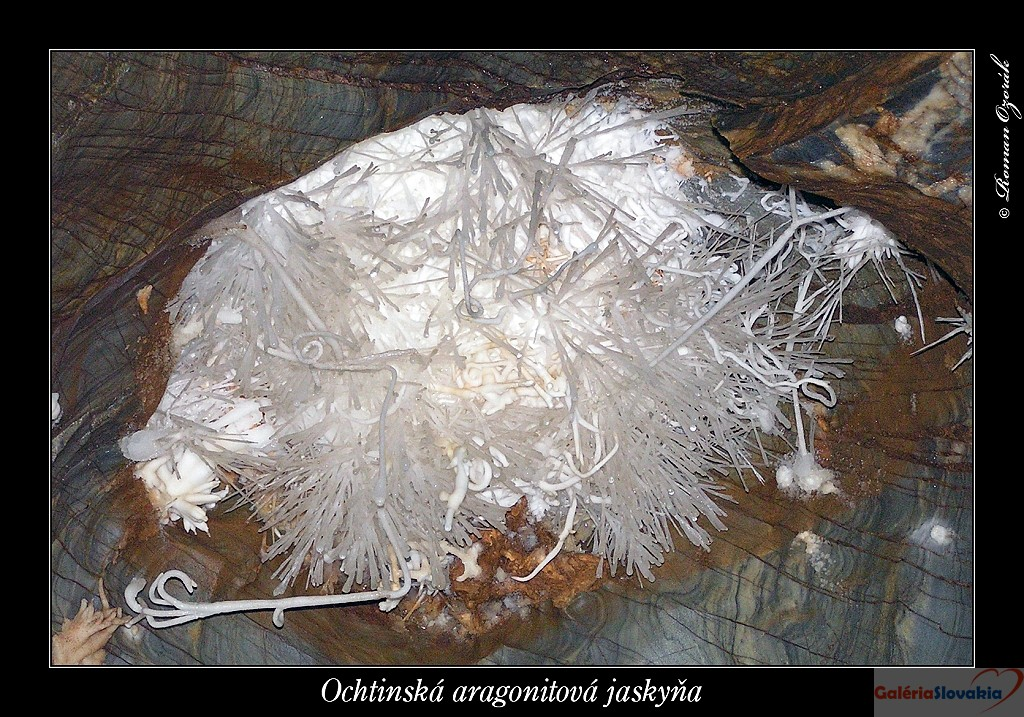 © Roman Ozorák
Ochtinská aragonitová jaskyňa
GalériaSlovakia